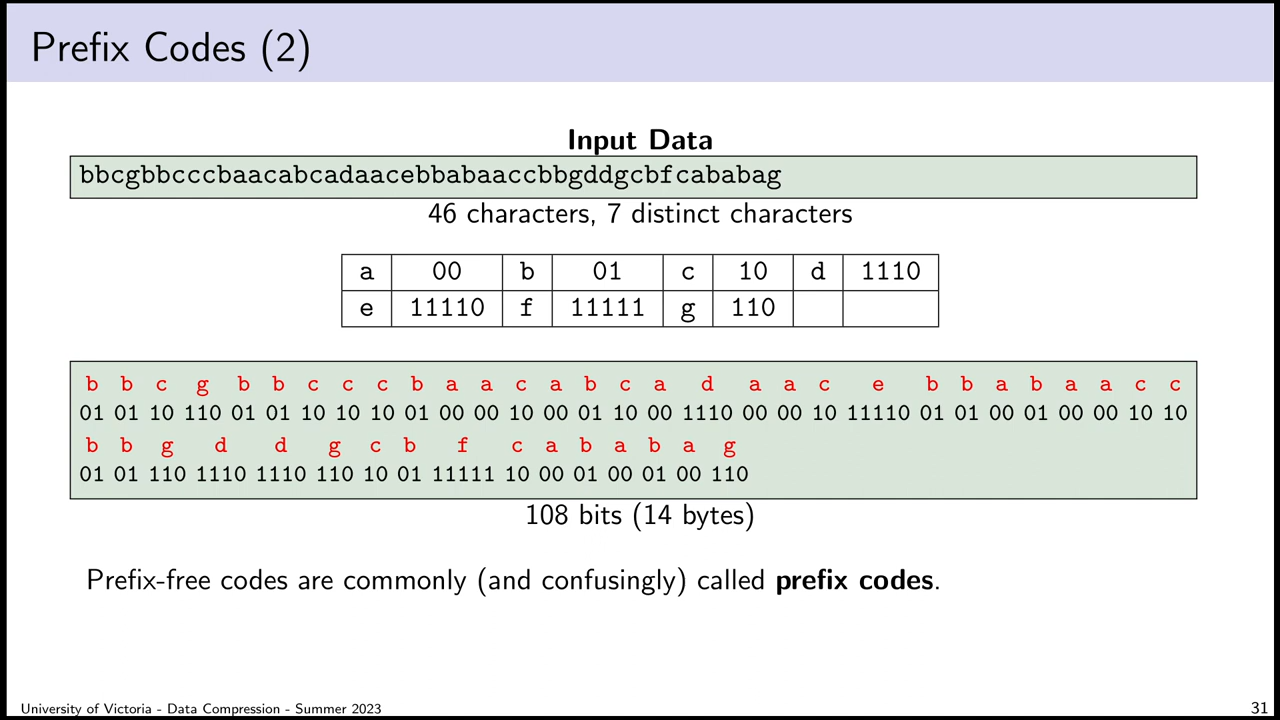 Prefix Codes (2)
Input Data
bbcgbbcccbaacabcadaacebbabaaccbbgddgcbfcababag
46 characters, 7 distinct characters
a 00 b 01 c 10 d 1110
e 11110 f 11111 g 110
b b c g b b c c c b a a c a b c a d a a c e b b a b a a c c
01 01 10 110 01 01 10 10 10 01 00 00 10 00 01 10 00 1110 00 00 10 11110 01 01 00 01 00 00 10 10
b b g d d g c b f c a b a b a g
01 01 110 1110 1110 110 10 01 11111 10 00 01 00 01 00 110
108 bits (14 bytes)
Prefix-free codes are commonly (and confusingly) called prefix codes.
University of Victoria - Data Compression - Summer 2023
31